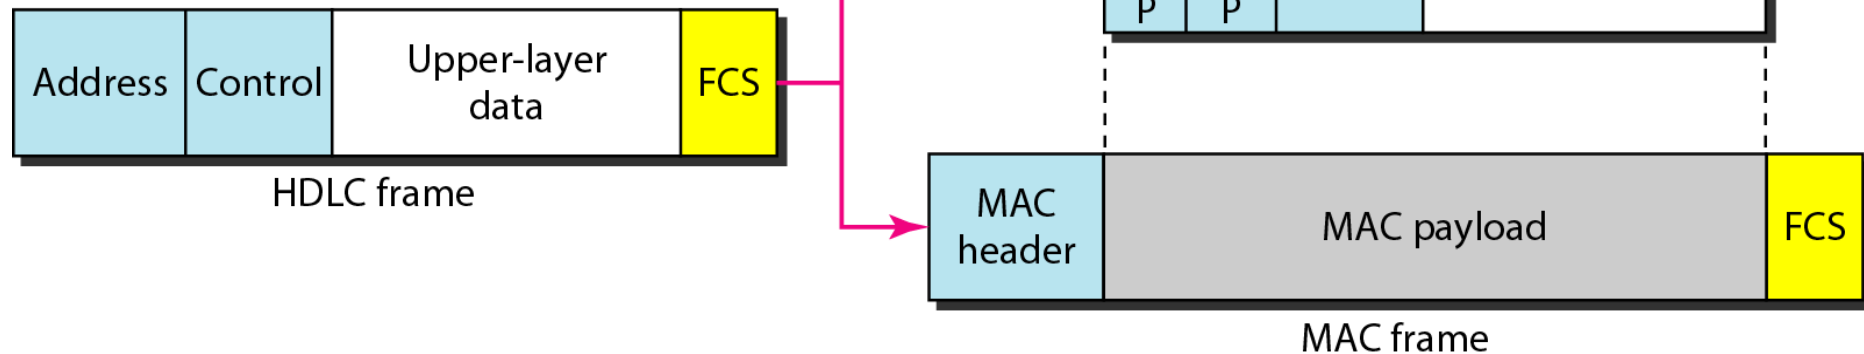 P P
Address Control Upper-layer data FCS
HDLC frame
MAC header MAC payload FCS
MAC frame